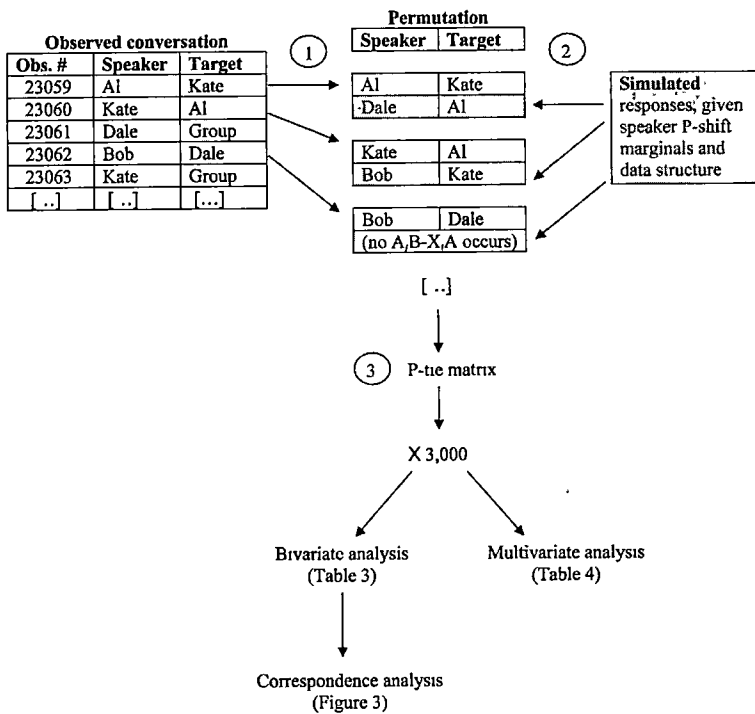 Permutation
Observed conversation
1
Speaker Target
2
Obs. # Speaker Target
23059 Al Kate
23060 Kate Al
23061 Dale Group
23062 Bob Dale
23063 Kate Group
[ ..] [ ..] [...]
Al Kate
Dale Al
Kate Al
Bob Kate
Bob Dale
(no A,B-X,A occurs)
Simulated
responses, given
speaker P-shift
marginals and
data structure
[ ..]
3 P-tie matrix
X 3,000
Bivariate analysis
(Table 3)
Multivariate analysis
(Table 4)
Correspondence analysis
(Figure 3)